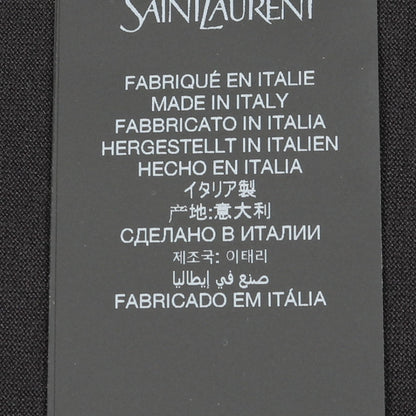 SAINT LAURENT
FABRIQUÉ EN ITALIE
MADE IN ITALY
FABBRICATO IN ITALIA
HERGESTELLT IN ITALIEN
HECHO EN ITALIA
イタリア製
产地:意大利
СДЕЛАНО В ИТАЛИИ
제조국: 이태리
صنع في إيطاليا
FABRICADO EM ITÁLIA